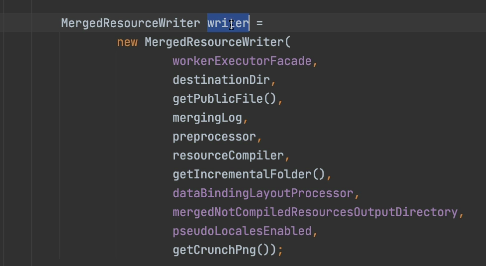 MergedResourceWriter writer =
new MergedResourceWriter(
workerExecutorFacade,
destinationDir,
getPublicFile(),
mergingLog,
preprocessor,
resourceCompiler,
getIncrementalFolder(),
dataBindingLayoutProcessor,
mergedNotCompiledResourcesOutputDirectory,
pseudoLocalesEnabled,
getCrunchPng());